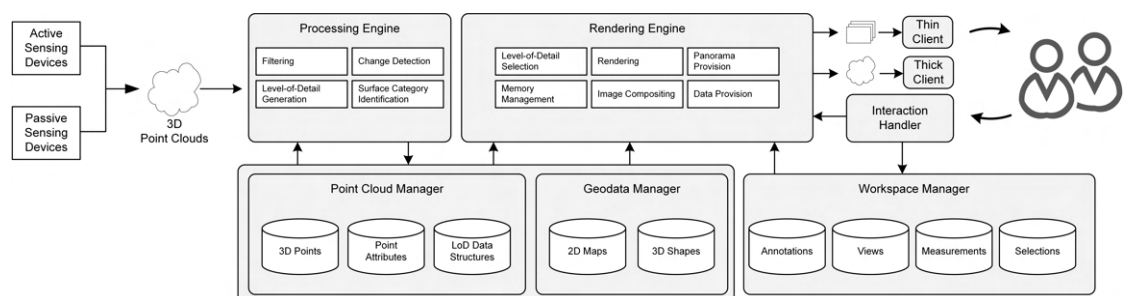 Active
Sensing
Devices
Passive
Sensing
Devices
3D
Point Clouds
Processing Engine
Filtering
Change Detection
Level-of-Detail
Generation
Surface Category
Identification
Rendering Engine
Level-of-Detail
Selection
Rendering
Panorama
Provision
Memory
Management
Image Compositing
Data Provision
Thin
Client
Thick
Client
Interaction
Handler
Point Cloud Manager
3D Points
Point
Attributes
LoD Data
Structures
Geodata Manager
2D Maps
3D Shapes
Workspace Manager
Annotations
Views
Measurements
Selections